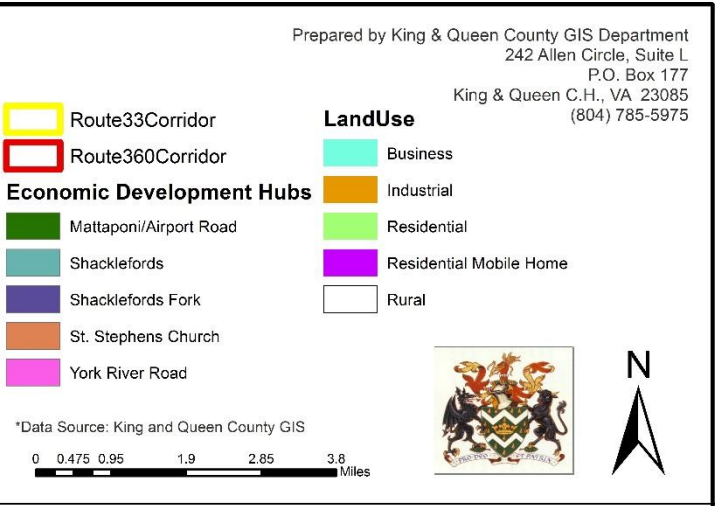 Prepared by King & Queen County GIS Department
242 Allen Circle, Suite L
P.O. Box 177
King & Queen C.H., VA 23085
(804) 785-5975
Route33Corridor
Route360Corridor
Economic Development Hubs
Mattaponi/Airport Road
Shacklefords
Shacklefords Fork
St. Stephens Church
York River Road
LandUse
Business
Industrial
Residential
Residential Mobile Home
Rural
N
*Data Source: King and Queen County GIS
0 0.475 0.95 1.9 2.85 3.8
Miles